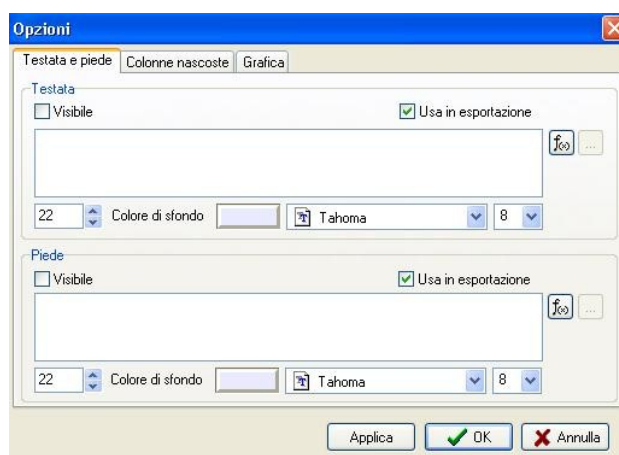 Opzioni
Testata e piede Colonne nascoste Grafica
Testata
Visibile Usa in esportazione
f(x) ...
22 Colore di sfondo Tahoma 8
Piede
Visibile Usa in esportazione
f(x) ...
22 Colore di sfondo Tahoma 8
Applica OK Annulla